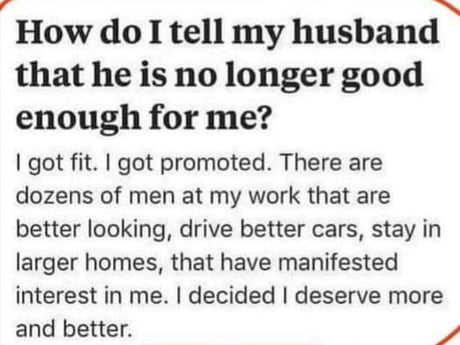 How do I tell my husband
that he is no longer good
enough for me?
I got fit. I got promoted. There are
dozens of men at my work that are
better looking, drive better cars, stay in
larger homes, that have manifested
interest in me. I decided I deserve more
and better.